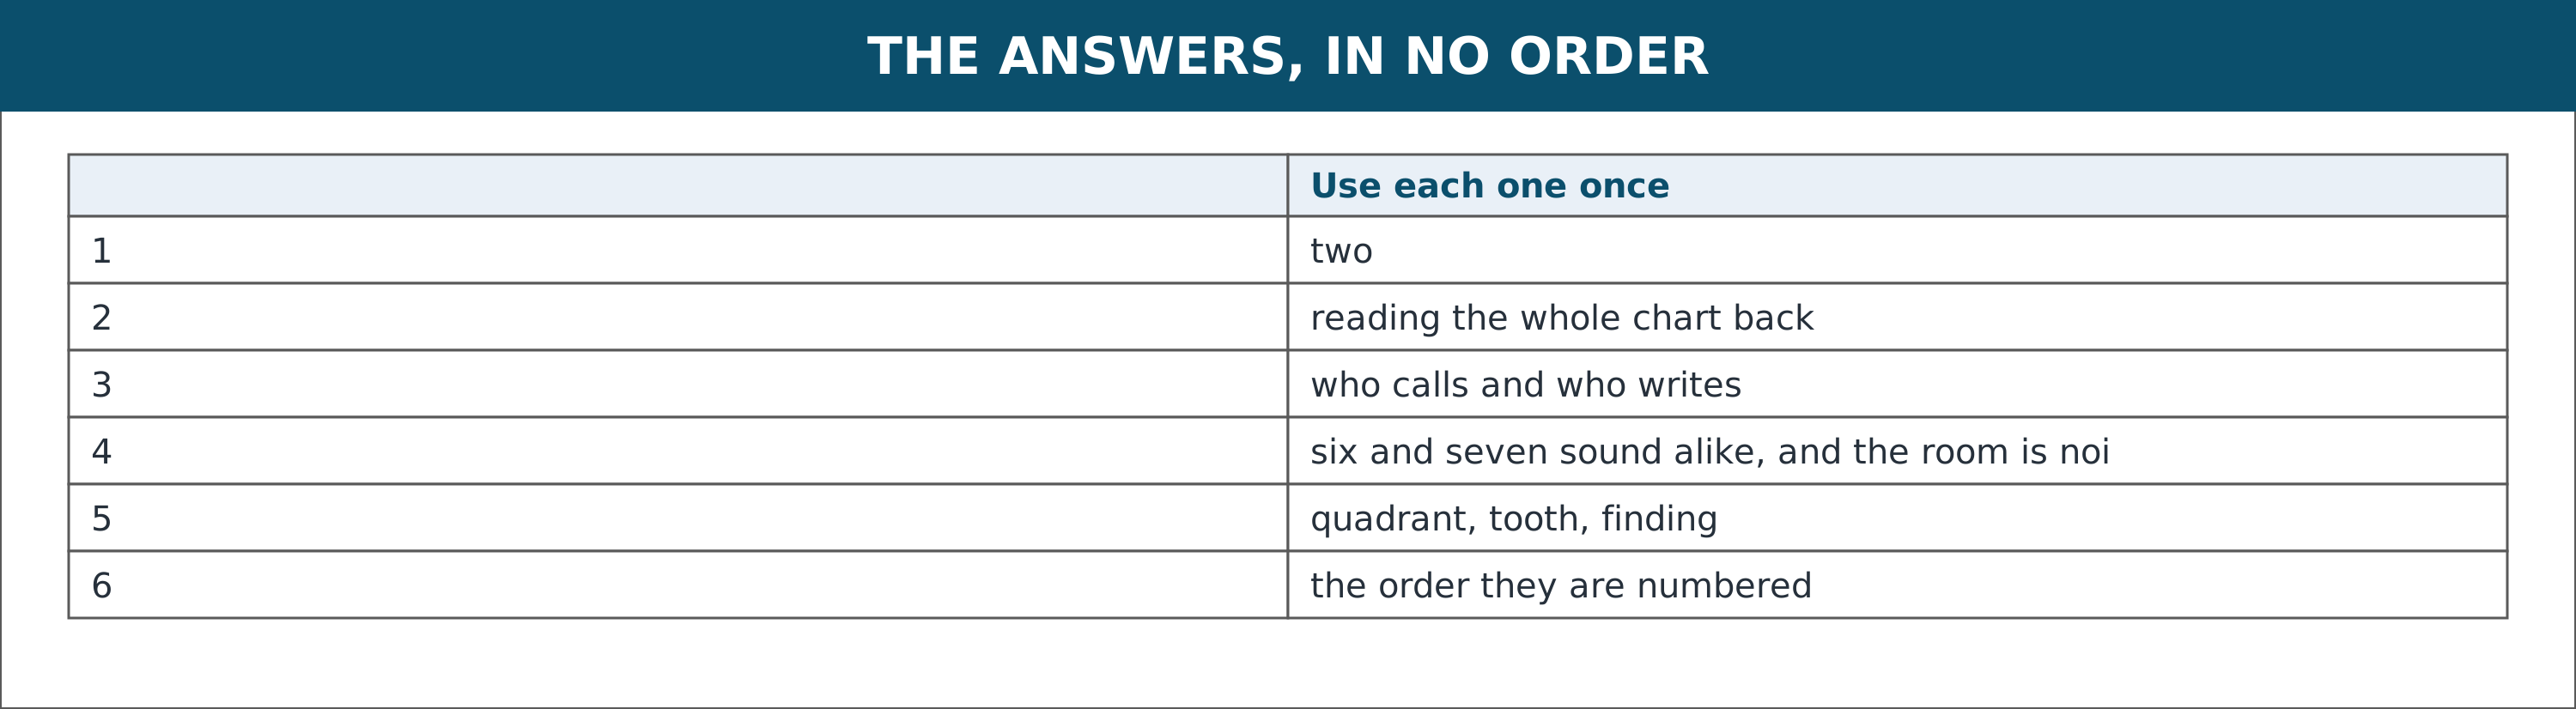 THE ANSWERS, IN NO ORDER
Use each one once
1 two
2 reading the whole chart back
3 who calls and who writes
4 six and seven sound alike, and the room is noi
5 quadrant, tooth, finding
6 the order they are numbered